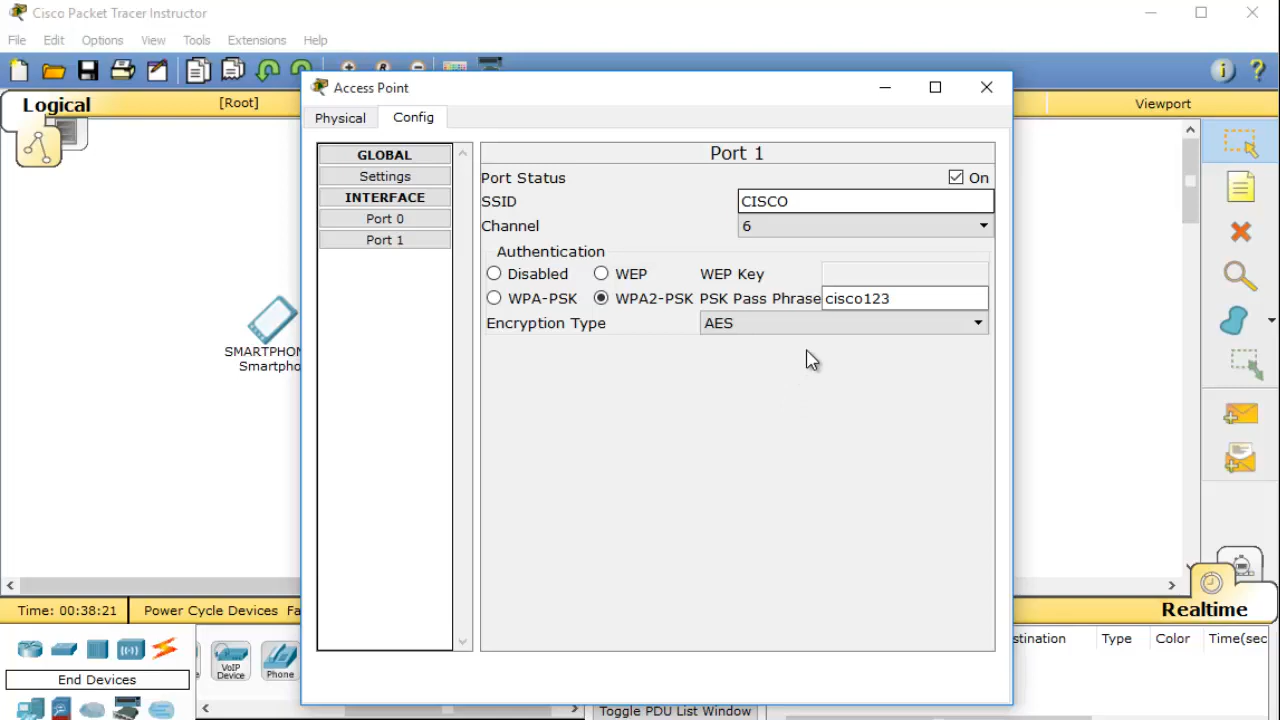 Cisco Packet Tracer Instructor
File Edit Options View Tools Extensions Help
Logical [Root] Viewport
Access Point
Physical Config
GLOBAL
Settings
INTERFACE
Port 0
Port 1
Port 1
Port Status On
SSID CISCO
Channel 6
Authentication
Disabled WEP WEP Key
WPA-PSK WPA2-PSK PSK Pass Phrase cisco123
Encryption Type AES
SMARTPHON
Smartpho
Time: 00:38:21 Power Cycle Devices Fa
Realtime
VoIP
Device
Phone
End Devices
stination Type Color Time(sec
Toggle PDU List Window